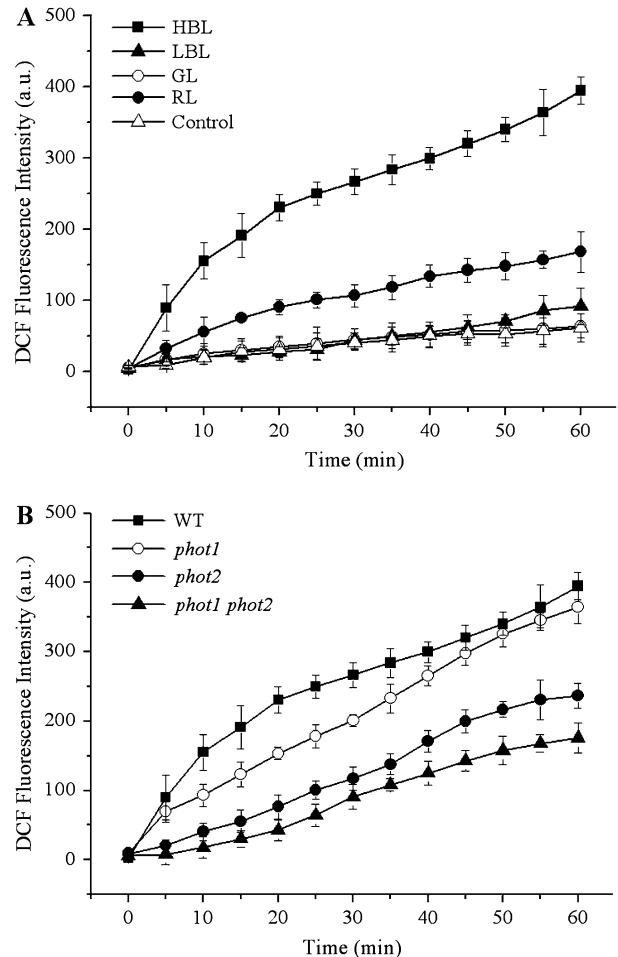 A
HBL
LBL
GL
RL
Control
500
400
300
200
100
0
DCF Fluorescence Intensity (a.u.)
0 10 20 30 40 50 60
Time (min)
B
WT
phot1
phot2
phot1 phot2
500
400
300
200
100
0
DCF Fluorescence Intensity (a.u.)
0 10 20 30 40 50 60
Time (min)